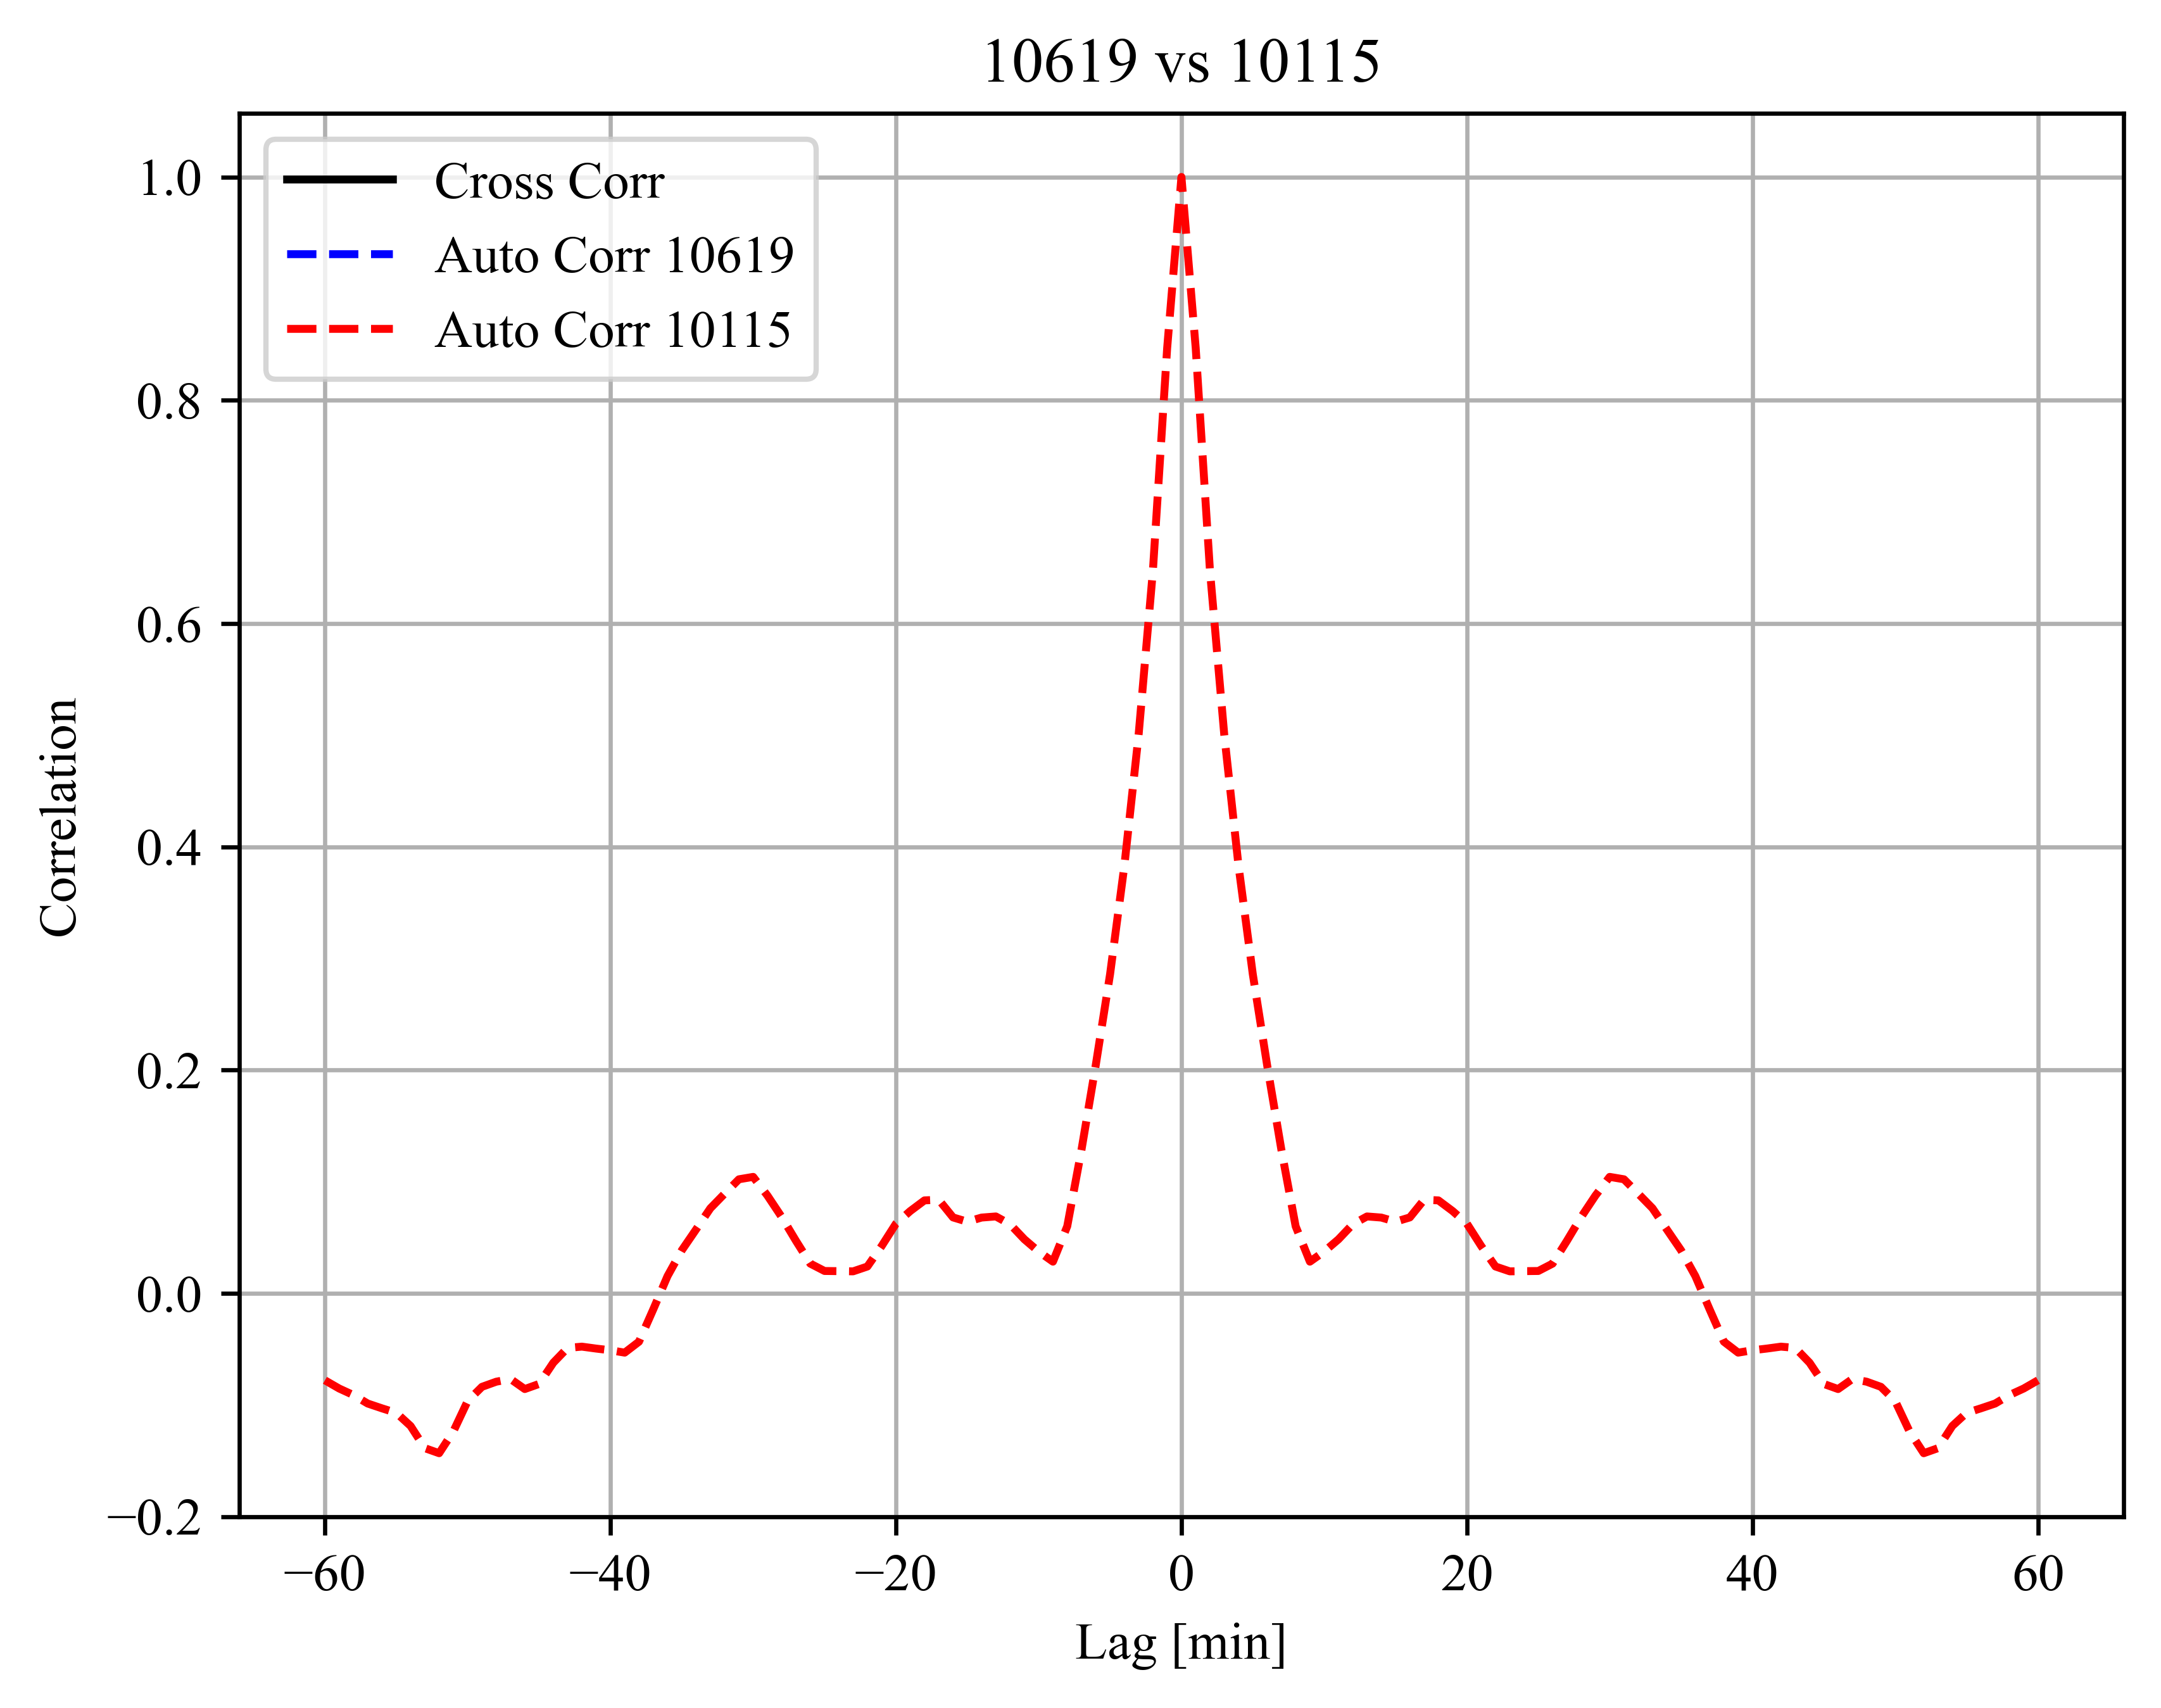 10619 vs 10115
Cross Corr
Auto Corr 10619
Auto Corr 10115
1.0
0.8
0.6
0.4
0.2
0.0
−0.2
Correlation
−60 −40 −20 0 20 40 60
Lag [min]